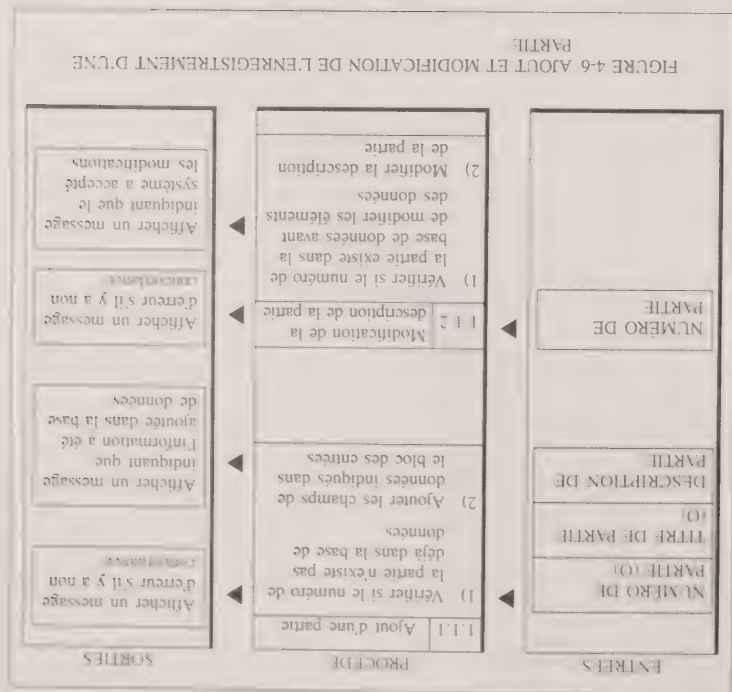 ENTRÉES
PROCÉDÉ
SORTIES
NUMÉRO DE
PARTIE (O)
TITRE DE PARTIE
(O)
DESCRIPTION DE
PARTIE
1.1.1 Ajout d'une partie
1) Vérifier si le numéro de
la partie n'existe pas
déjà dans la base de
données
2) Ajouter les champs de
données indiqués dans
le bloc des entrées
Afficher un message
d'erreur s'il y a non
concordance
Afficher un message
indiquant que
l'information a été
ajoutée dans la base
de données
NUMÉRO DE
PARTIE
1.1.2 Modification de la
description de la partie
1) Vérifier si le numéro de
la partie existe dans la
base de données avant
de modifier les éléments
des données
2) Modifier la description
de la partie
Afficher un message
d'erreur s'il y a non
concordance
Afficher un message
indiquant que le
système a accepté
les modifications
FIGURE 4-6 AJOUT ET MODIFICATION DE L'ENREGISTREMENT D'UNE
PARTIE